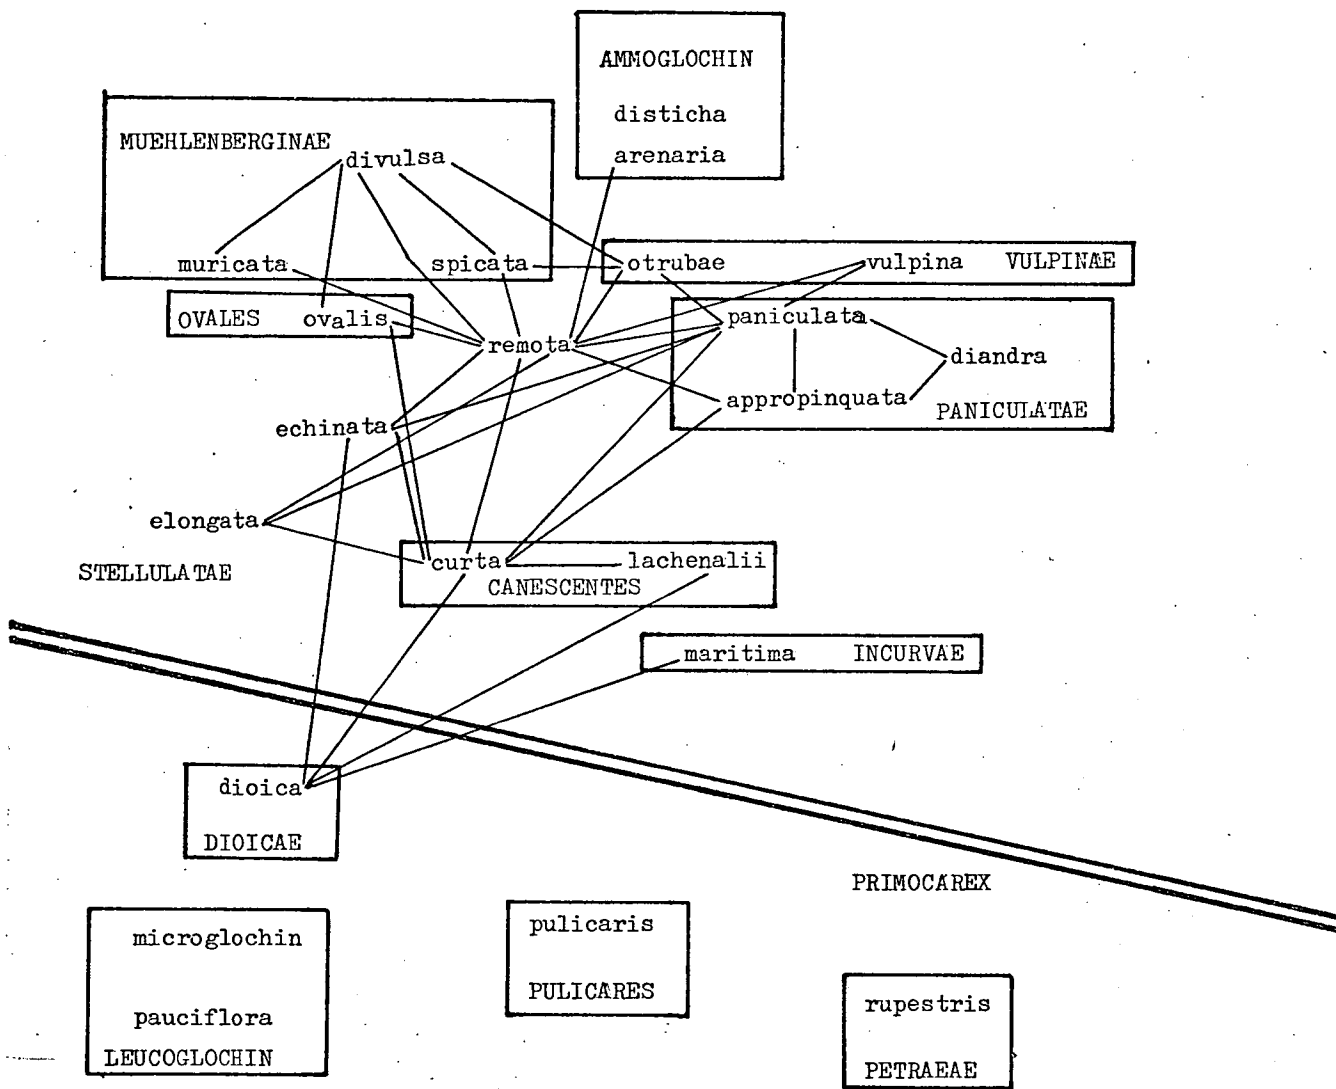 AMMOGLOCHIN
disticha
arenaria
MUEHLENBERGINAE
divulsa
muricata
spicata
otrubae
vulpina
VULPINAE
OVALES
ovalis
remota
paniculata
diandra
appropinquata
PANICULATAE
echinata
elongata
STELLULATAE
curta
lachenalii
CANESCENTES
maritima
INCURVAE
dioica
DIOICAE
PRIMOCAREX
microglochin
pauciflora
LEUCOGLOCHIN
pulicaris
PULICARES
rupestris
PETRAEAE